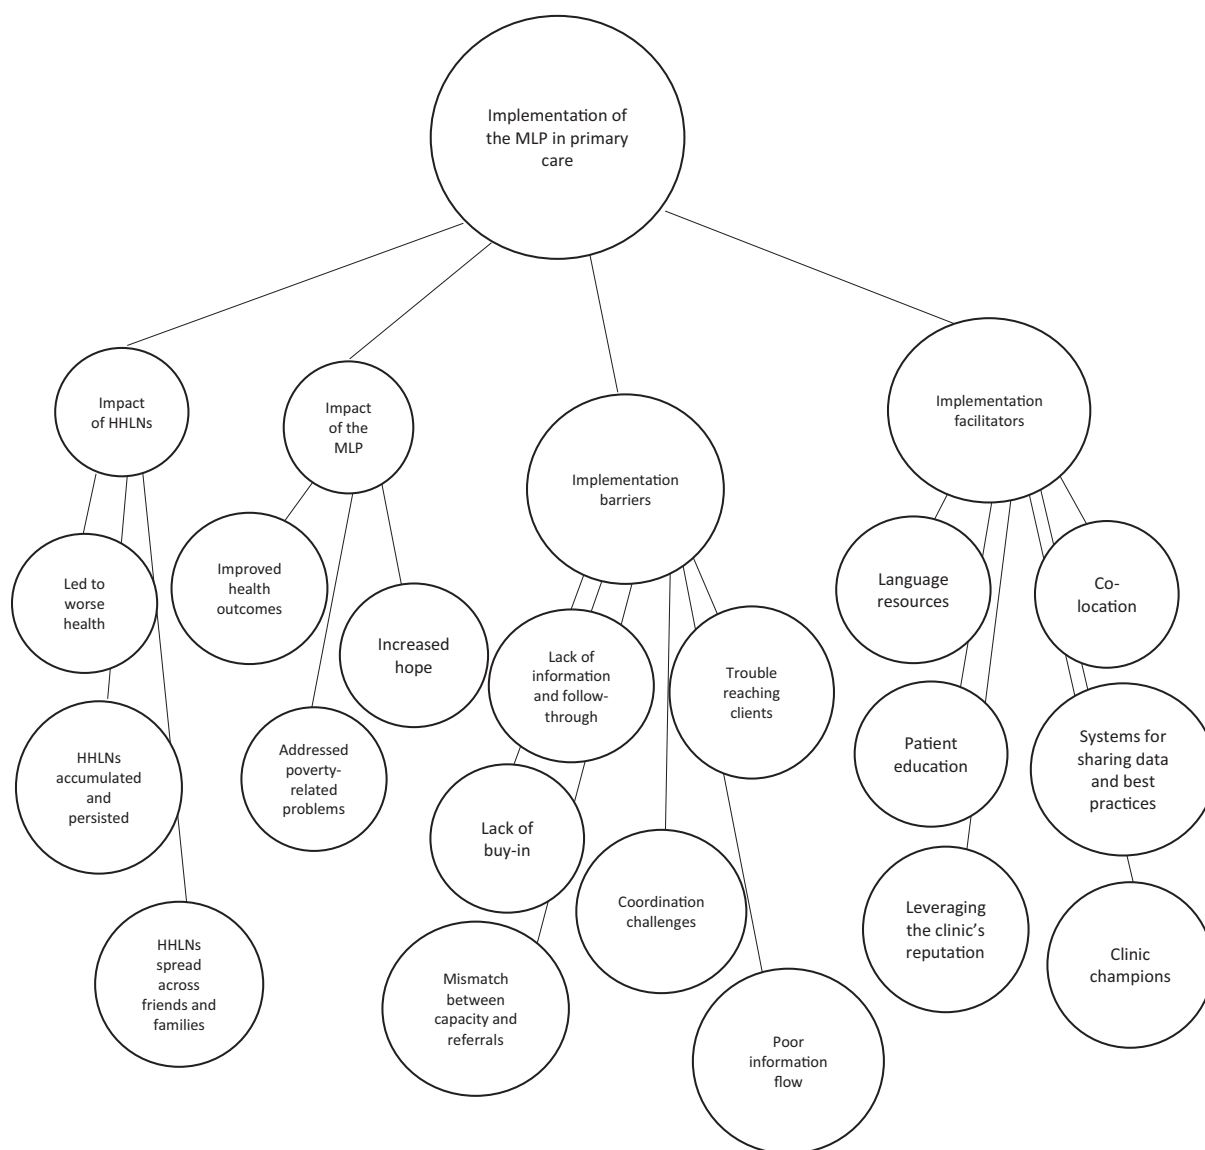 Implementation of
the MLP in primary
care
Impact
of HHLNs
Impact
of the
MLP
Implementation
barriers
Implementation
facilitators
Led to
worse
health
HHLNs
accumulated
and
persisted
HHLNs
spread
across
friends and
families
Improved
health
outcomes
Increased
hope
Addressed
poverty-
related
problems
Lack of
information
and follow-
through
Trouble
reaching
clients
Lack of
buy-in
Coordination
challenges
Mismatch
between
capacity and
referrals
Poor
information
flow
Language
resources
Co-
location
Patient
education
Systems for
sharing data
and best
practices
Leveraging
the clinic’s
reputation
Clinic
champions